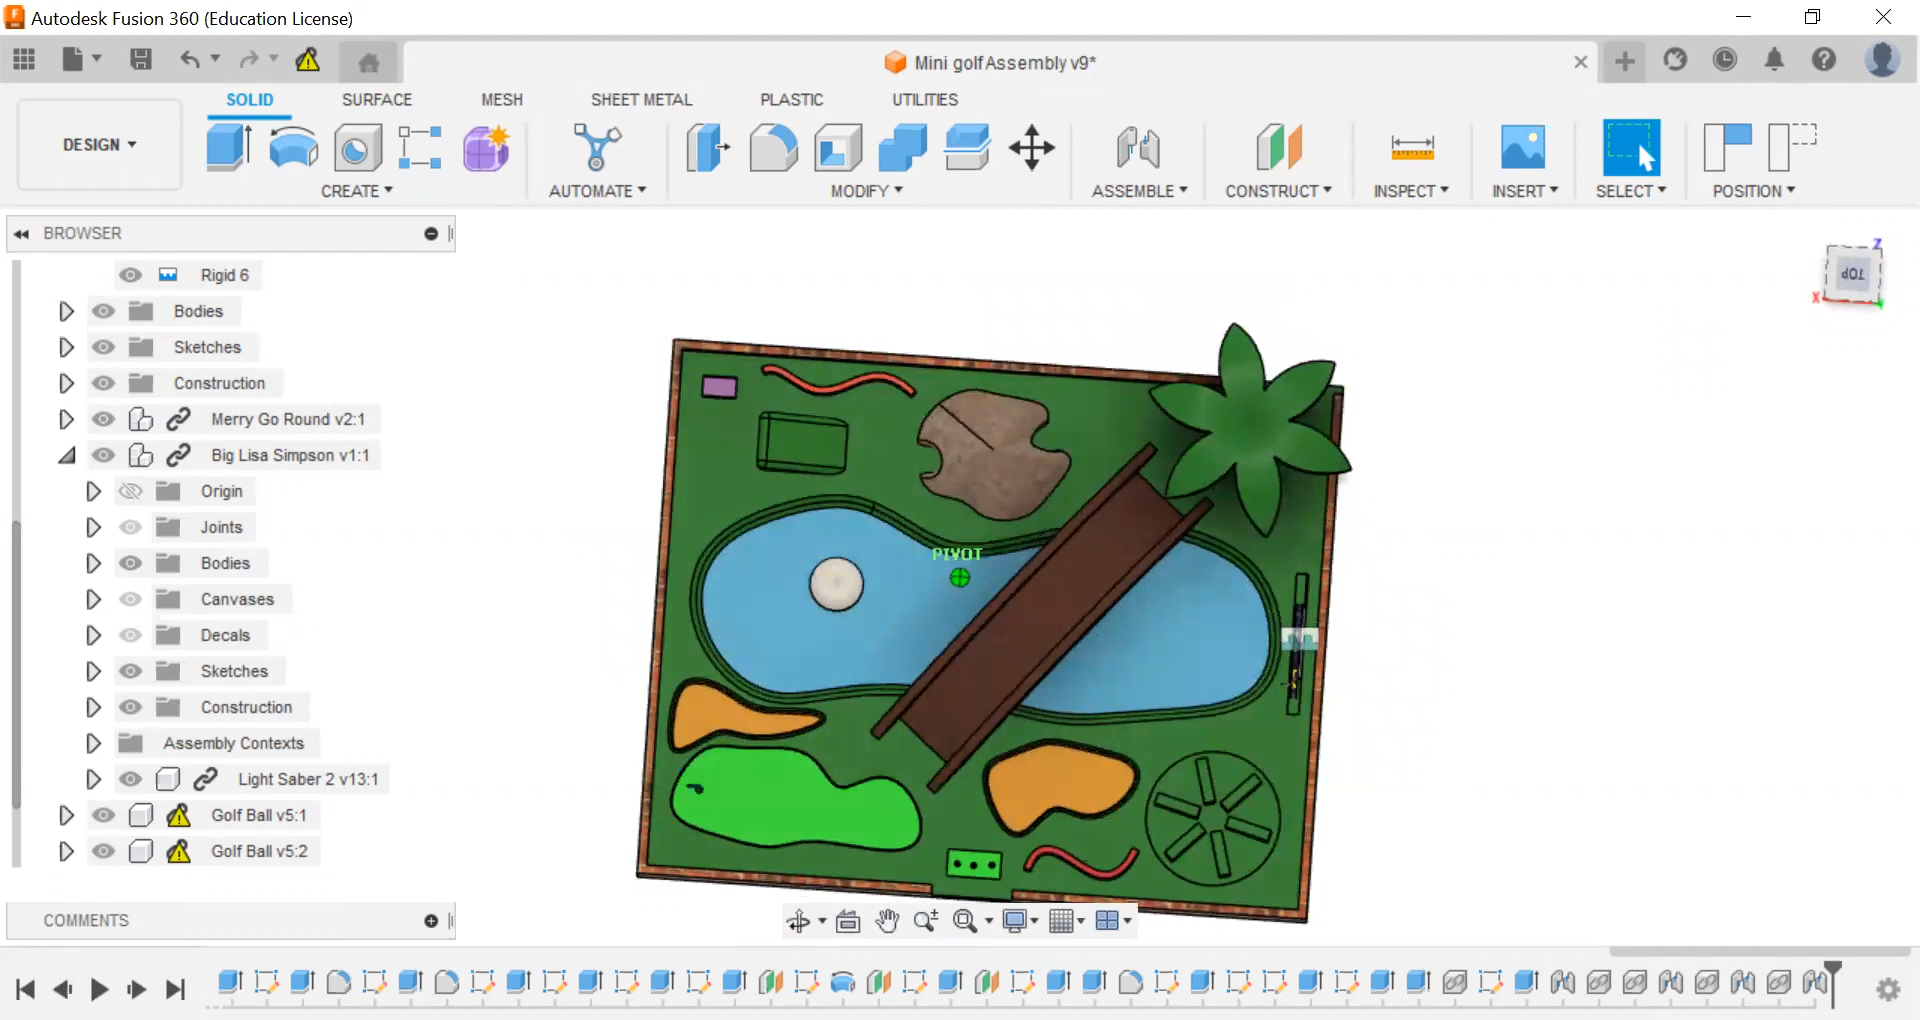 Autodesk Fusion 360 (Education License)
Mini golf Assembly v9*
SOLID
SURFACE
MESH
SHEET METAL
PLASTIC
UTILITIES
DESIGN
CREATE
AUTOMATE
MODIFY
ASSEMBLE
CONSTRUCT
INSPECT
INSERT
SELECT
POSITION
BROWSER
Rigid 6
Bodies
Sketches
Construction
Merry Go Round v2:1
Big Lisa Simpson v1:1
Origin
Joints
Bodies
Canvases
Decals
Sketches
Construction
Assembly Contexts
Light Saber 2 v13:1
Golf Ball v5:1
Golf Ball v5:2
COMMENTS
PIVOT
Z
TOP
X